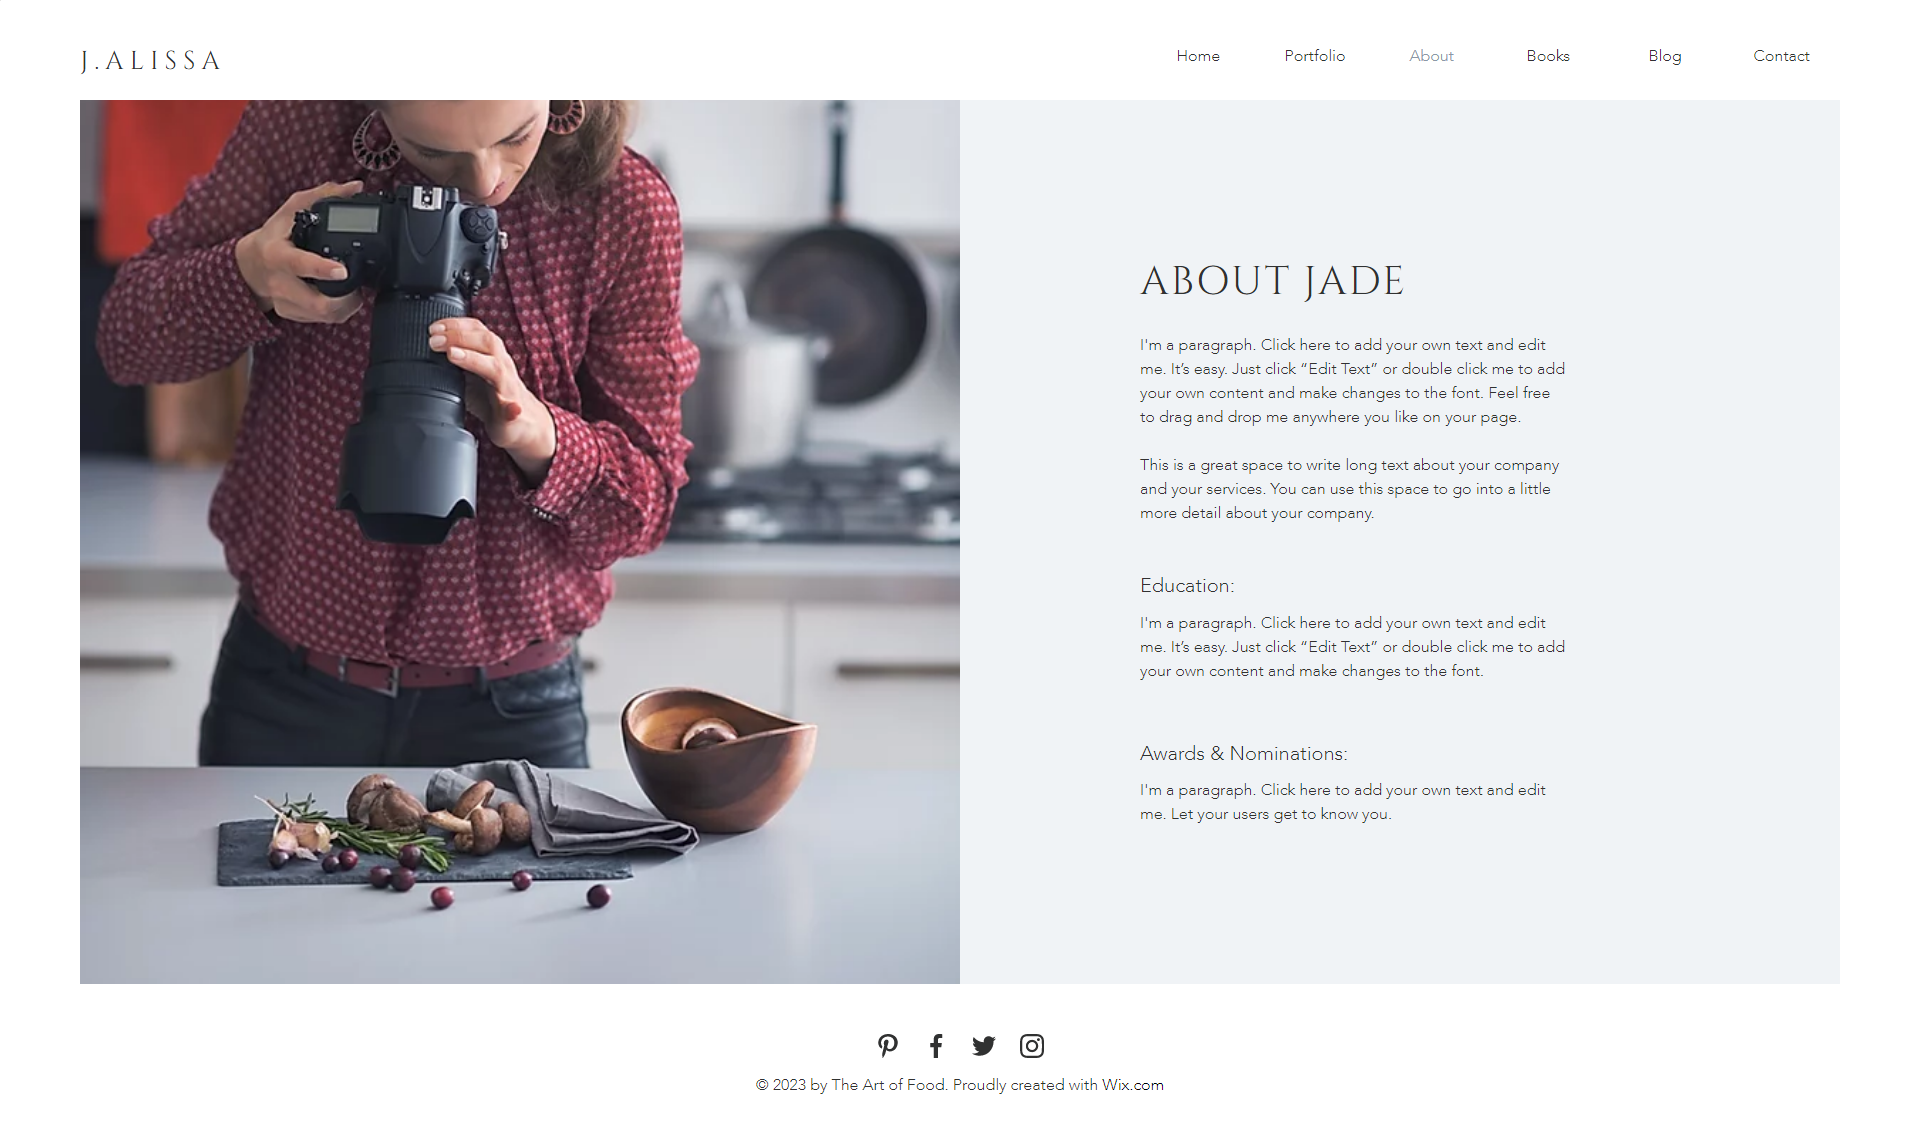 J.ALISSA
Home Portfolio About Books Blog Contact
ABOUT JADE
I'm a paragraph. Click here to add your own text and edit
me. It’s easy. Just click “Edit Text” or double click me to add
your own content and make changes to the font. Feel free
to drag and drop me anywhere you like on your page.
This is a great space to write long text about your company
and your services. You can use this space to go into a little
more detail about your company.
Education:
I'm a paragraph. Click here to add your own text and edit
me. It’s easy. Just click “Edit Text” or double click me to add
your own content and make changes to the font.
Awards & Nominations:
I'm a paragraph. Click here to add your own text and edit
me. Let your users get to know you.
© 2023 by The Art of Food. Proudly created with Wix.com